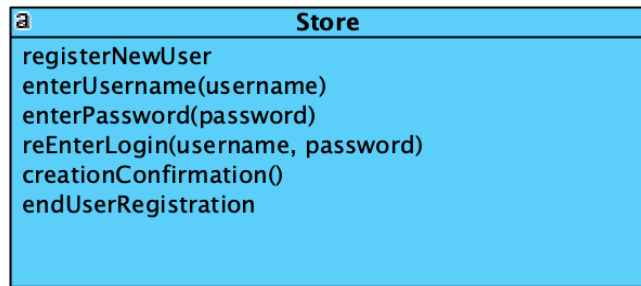 a
Store
registerNewUser
enterUsername(username)
enterPassword(password)
reEnterLogin(username, password)
creationConfirmation()
endUserRegistration